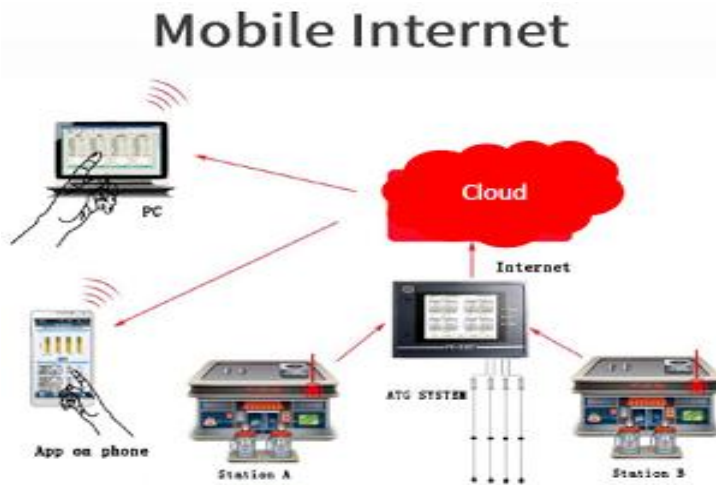 Mobile Internet
Cloud
PC
Internet
ATG SYSTEM
App on phone
Station A
Station B